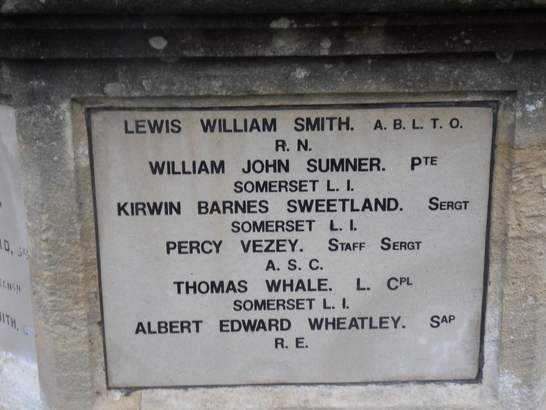 LEWIS WILLIAM SMITH. A.B.L.T.O.
R.N.
WILLIAM JOHN SUMNER. PTE
SOMERSET L.I.
KIRWIN BARNES SWEETLAND. SERGT
SOMERSET L.I.
PERCY VEZEY. STAFF SERGT
A.S.C.
THOMAS WHALE. L. CPL
SOMERSET L.I.
ALBERT EDWARD WHEATLEY. SAP
R.E.